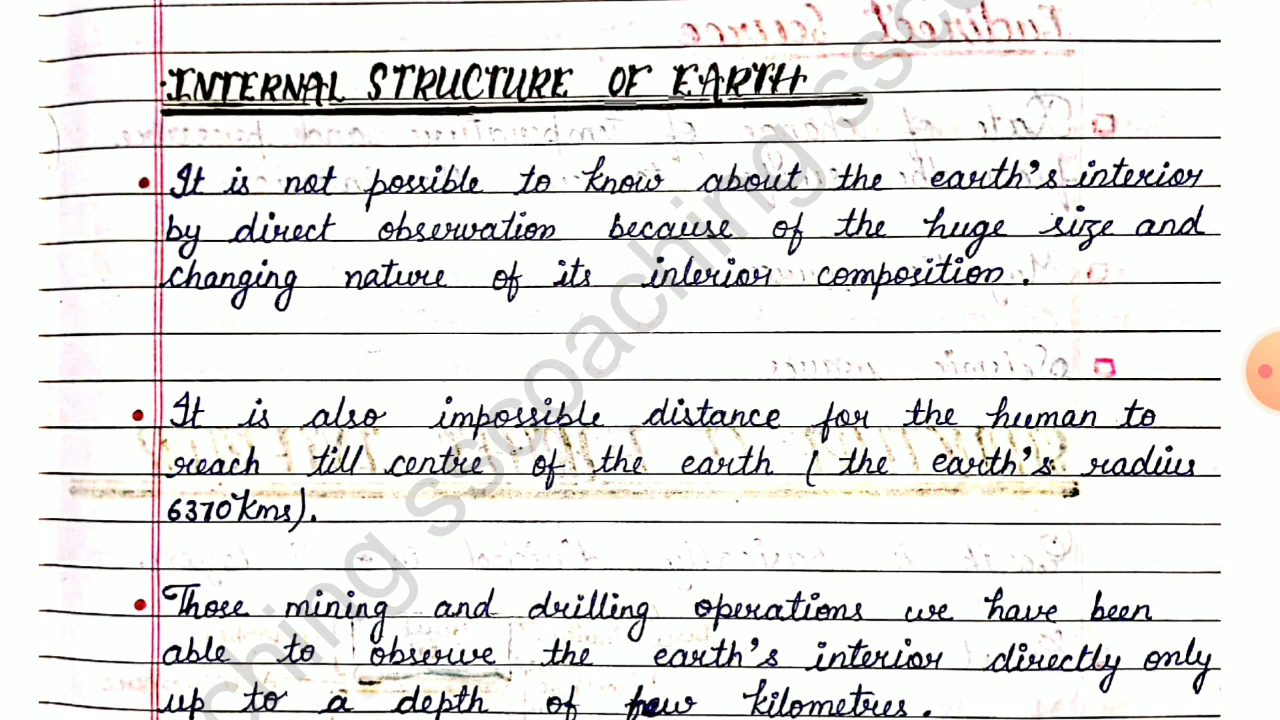 INTERNAL STRUCTURE OF EARTH
• It is not possible to know about the earth's interior
by direct observation because of the huge size and
changing nature of its interior composition.
• It is also impossible distance for the human to
reach till centre of the earth ( the earth's radius
6370 kms).
• Those mining and drilling operations we have been
able to observe the earth's interior directly only
up to a depth of few kilometres.
ching sscoaching sscoa